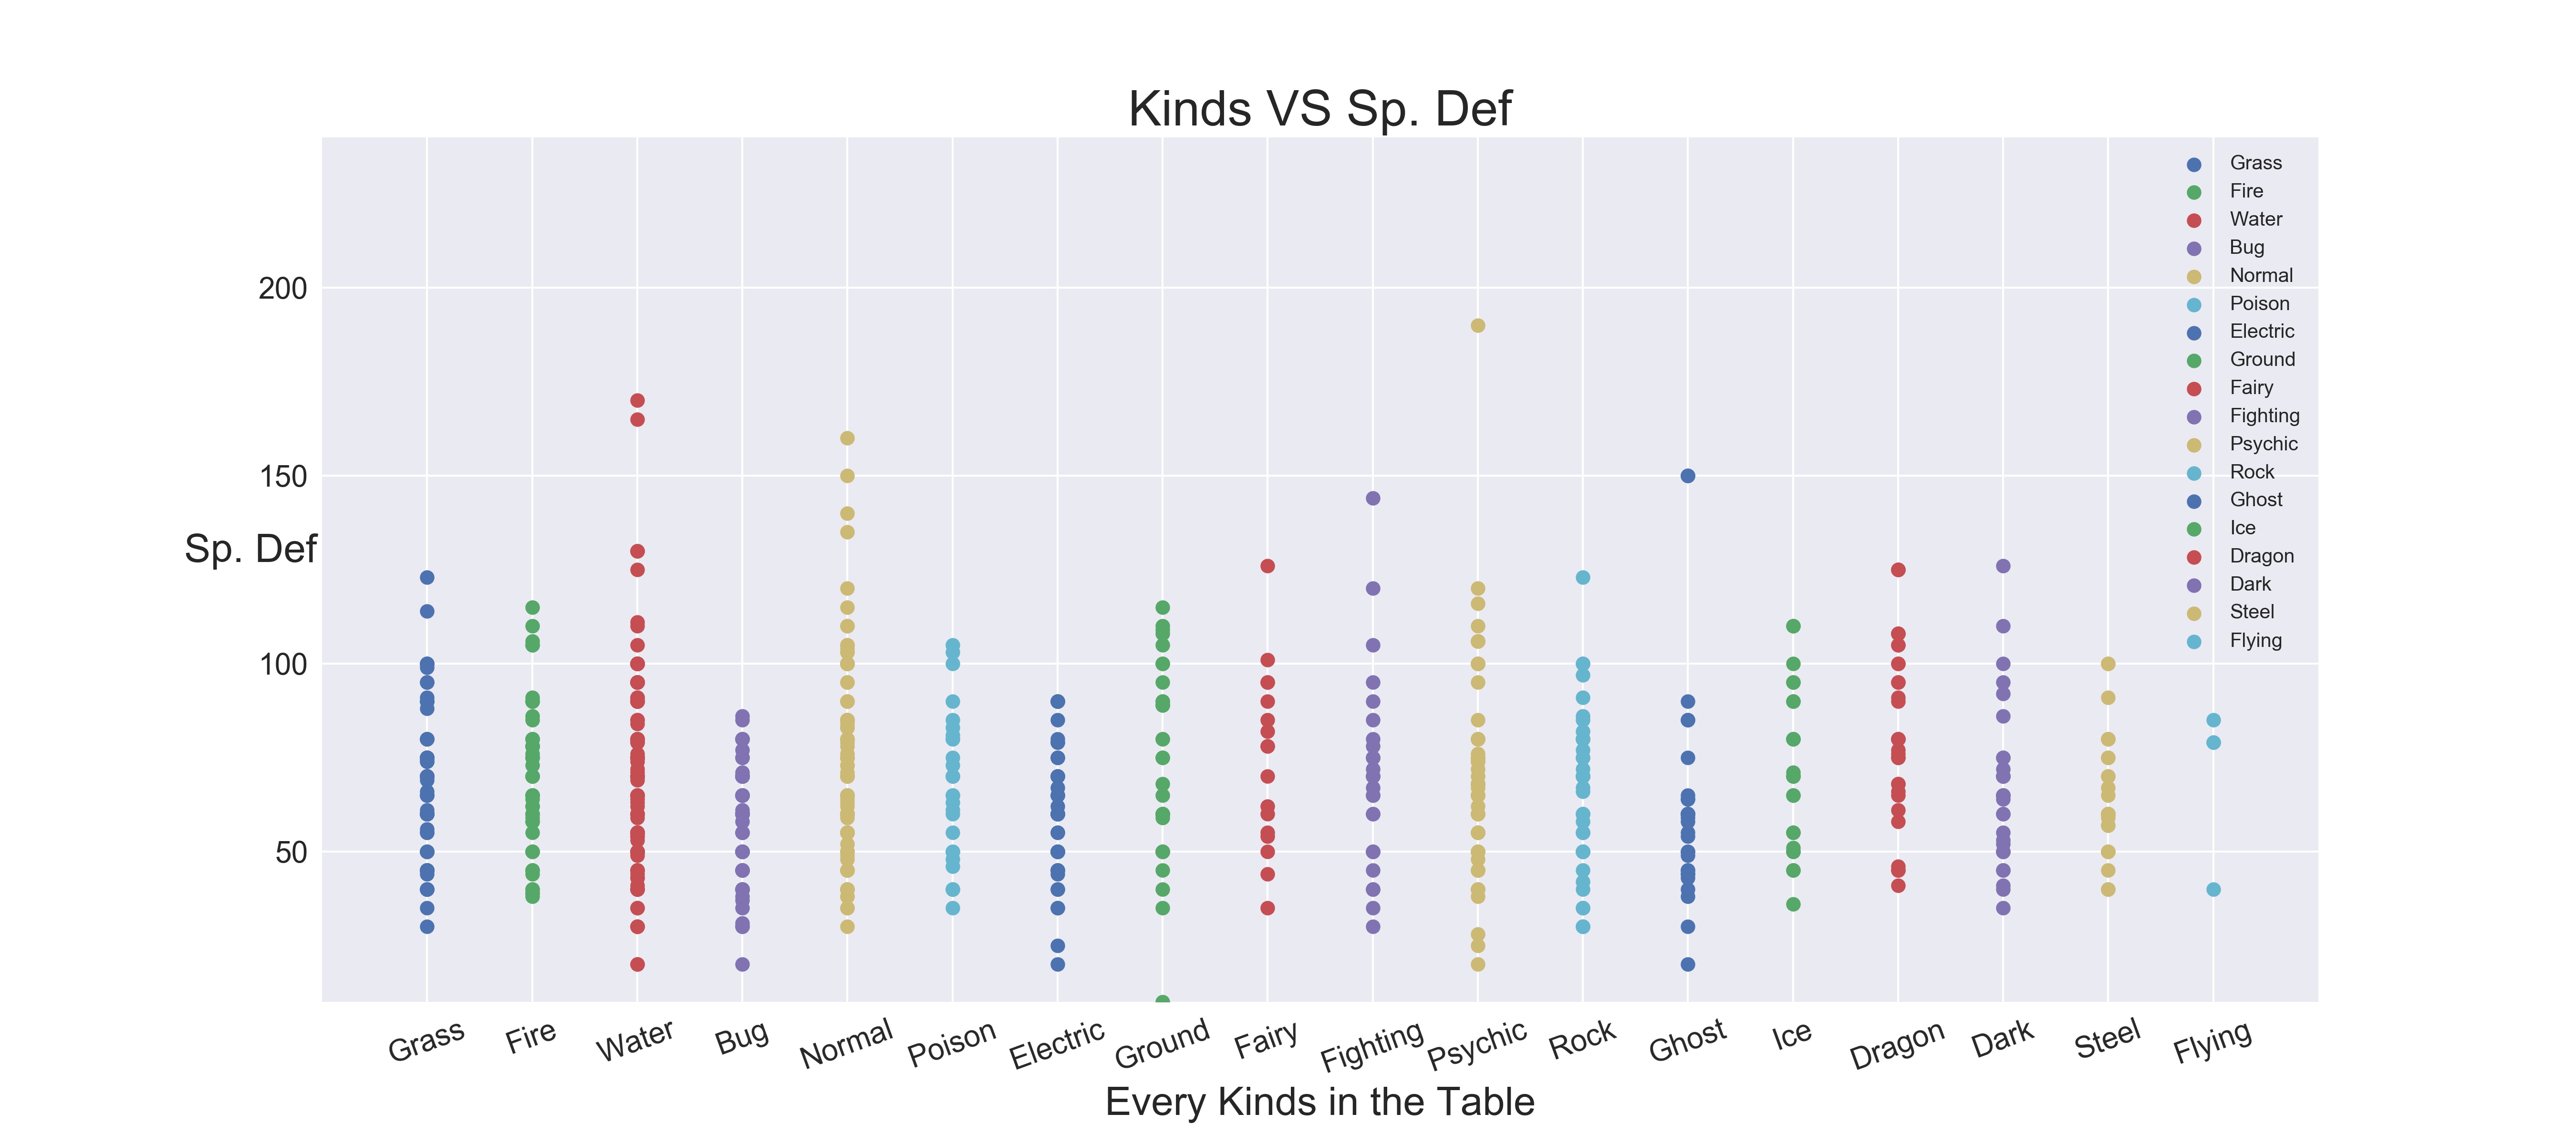 Kinds VS Sp. Def
200
150
100
50
Sp. Def
Grass
Fire
Water
Bug
Normal
Poison
Electric
Ground
Fairy
Fighting
Psychic
Rock
Ghost
Ice
Dragon
Dark
Steel
Flying
Grass Fire Water Bug Normal Poison Electric Ground Fairy Fighting Psychic Rock Ghost Ice Dragon Dark Steel Flying
Every Kinds in the Table